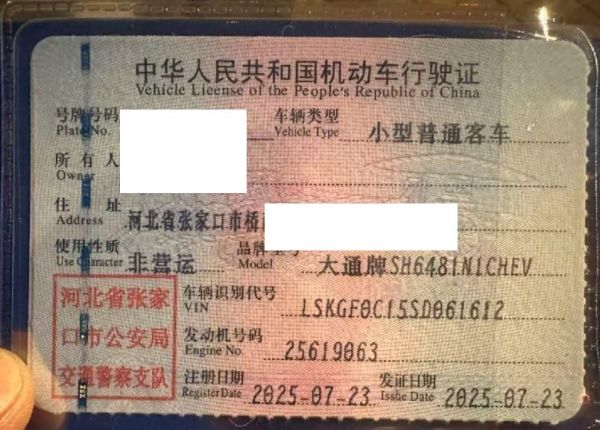 中华人民共和国机动车行驶证
Vehicle License of the People's Republic of China
号牌号码 车辆类型 小型普通客车
Plate No. Vehicle Type
所有人
Owner
住址 河北省张家口市桥
Address
使用性质 非营运 品牌型号 大通牌SH6481N1CHEV
Use Character Model
河北省张家口市公安局交通警察支队
车辆识别代号 LSKGF0C15SD061612
VIN
发动机号码 25619063
Engine No.
注册日期 2025-07-23 发证日期 2025-07-23
Register Date Issue Date